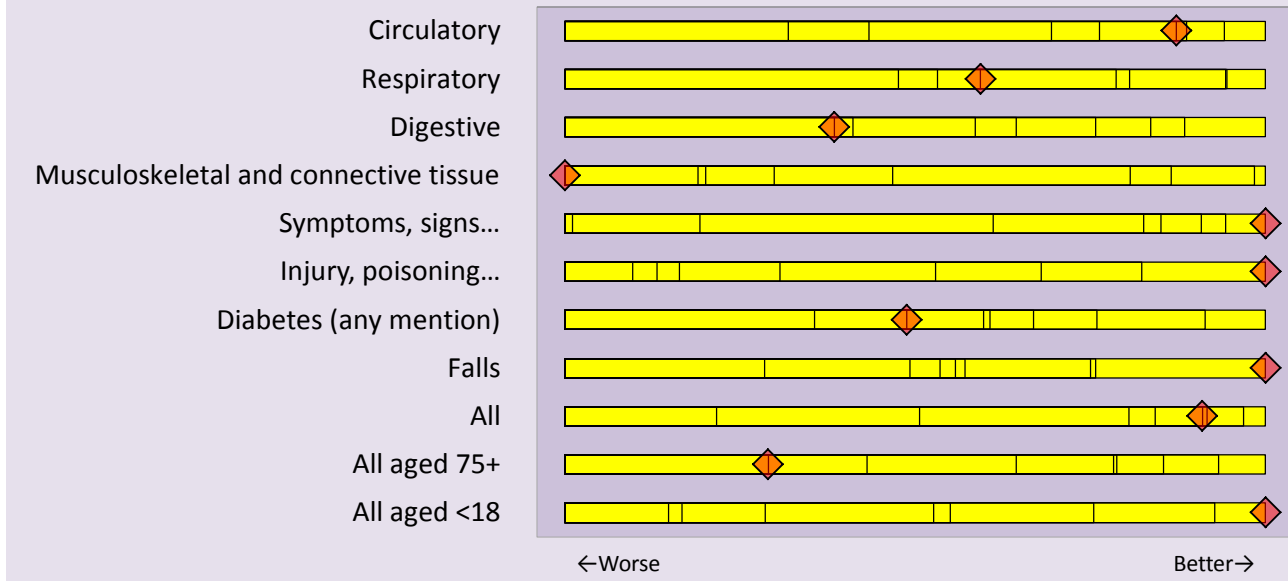 Circulatory
Respiratory
Digestive
Musculoskeletal and connective tissue
Symptoms, signs…
Injury, poisoning…
Diabetes (any mention)
Falls
All
All aged 75+
All aged <18
←Worse Better→